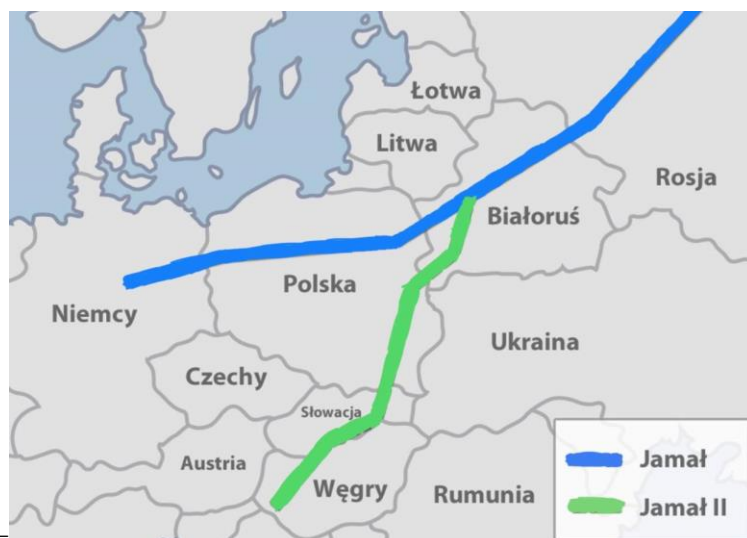 Łotwa
Litwa
Rosja
Białoruś
Polska
Niemcy
Ukraina
Czechy
Słowacja
Austria
Węgry
Rumunia
Jamał
Jamał II